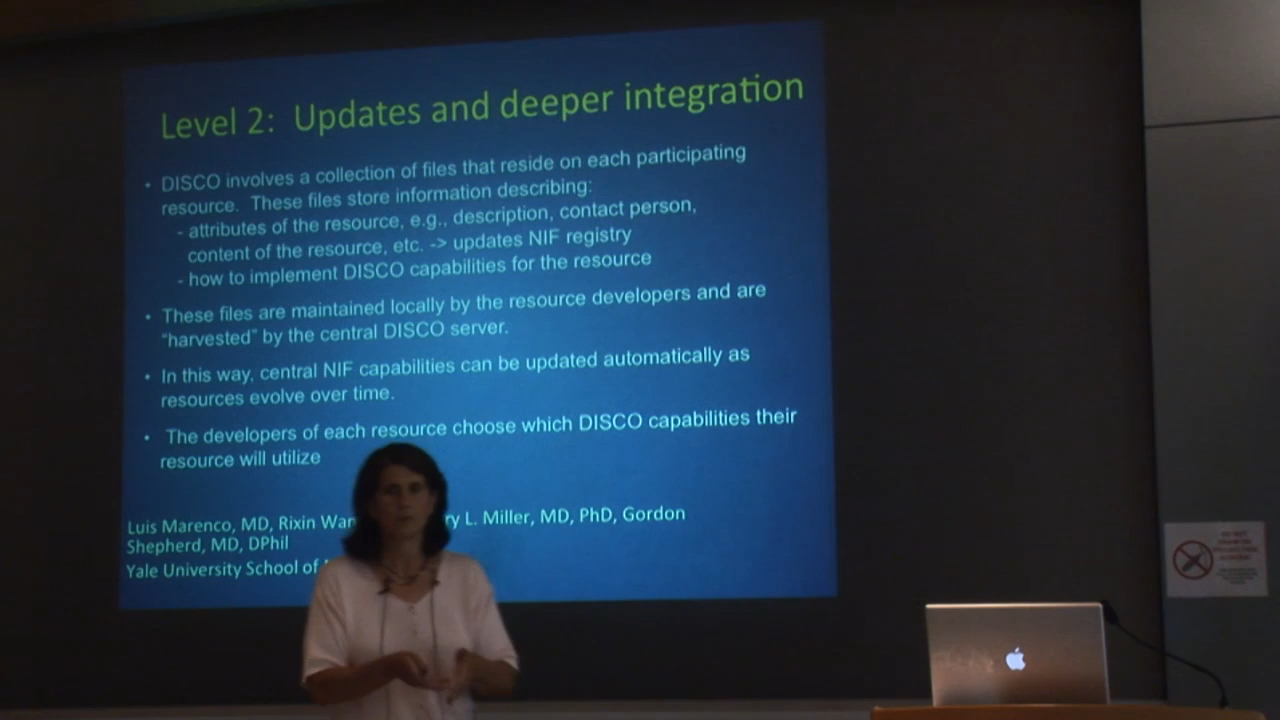 Level 2: Updates and deeper integration
• DISCO involves a collection of files that reside on each participating
resource. These files store information describing:
- attributes of the resource, e.g., description, contact person,
content of the resource, etc. -> updates NIF registry
- how to implement DISCO capabilities for the resource
• These files are maintained locally by the resource developers and are
“harvested” by the central DISCO server.
• In this way, central NIF capabilities can be updated automatically as
resources evolve over time.
• The developers of each resource choose which DISCO capabilities their
resource will utilize
Luis Marenco, MD, Rixin L. Miller, MD, PhD, Gordon
Shepherd, MD, DPhil
Yale University School of